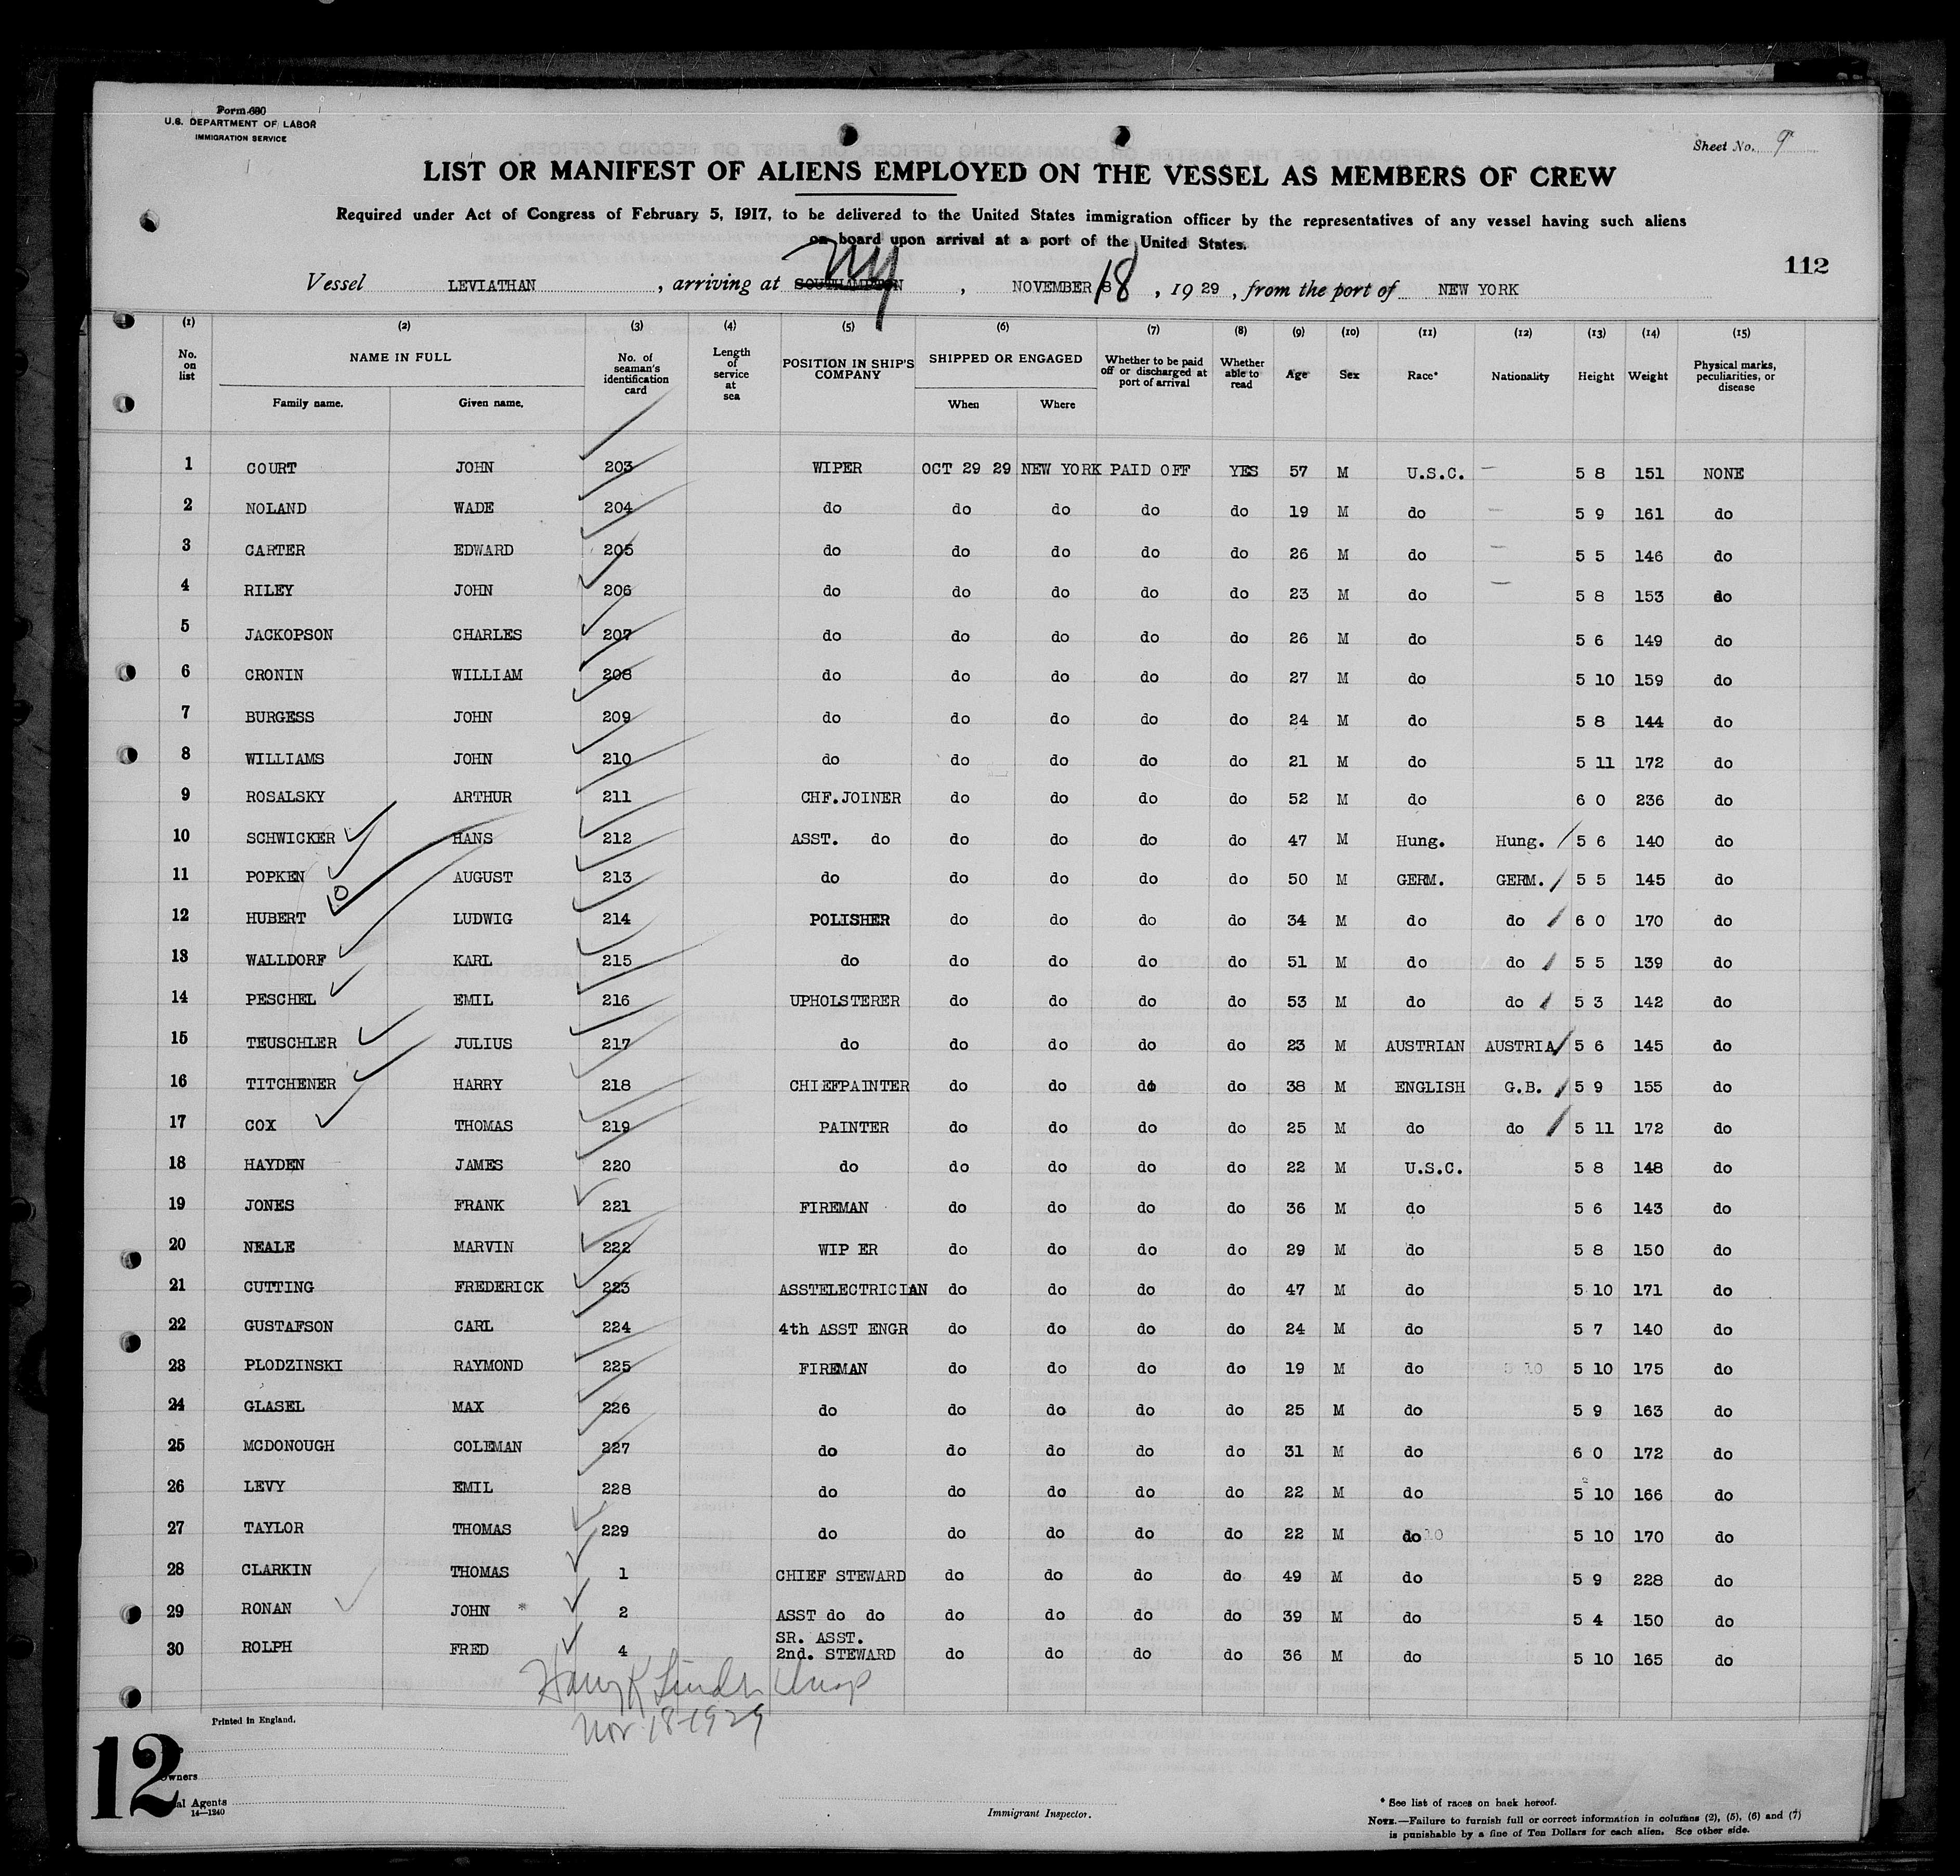 Form 680
U.S. DEPARTMENT OF LABOR
IMMIGRATION SERVICE
Sheet No. 9
LIST OR MANIFEST OF ALIENS EMPLOYED ON THE VESSEL AS MEMBERS OF CREW
Required under Act of Congress of February 5, 1917, to be delivered to the United States immigration officer by the representatives of any vessel having such aliens
on board upon arrival at a port of the United States.
112
Vessel LEVIATHAN, arriving at SOUTHAMPTON NY, NOVEMBER 8 18, 1929, from the port of NEW YORK
(1) (2) (3) (4) (5) (6) (7) (8) (9) (10) (11) (12) (13) (14) (15)
No. on list NAME IN FULL No. of seaman's identification card Length of service at sea POSITION IN SHIP'S COMPANY SHIPPED OR ENGAGED Whether to be paid off or discharged at port of arrival Whether able to read Age Sex Race* Nationality Height Weight Physical marks, peculiarities, or disease
Family name. Given name. When Where
1 COURT JOHN 203 WIPER OCT 29 29 NEW YORK PAID OFF YES 57 M U.S.C. — 5 8 151 NONE
2 NOLAND WADE 204 do do do do do 19 M do — 5 9 161 do
3 CARTER EDWARD 205 do do do do do 26 M do — 5 5 146 do
4 RILEY JOHN 206 do do do do do 23 M do — 5 8 153 do
5 JACKOPSON CHARLES 207 do do do do do 26 M do 5 6 149 do
6 CRONIN WILLIAM 208 do do do do do 27 M do 5 10 159 do
7 BURGESS JOHN 209 do do do do do 24 M do 5 8 144 do
8 WILLIAMS JOHN 210 do do do do do 21 M do 5 11 172 do
9 ROSALSKY ARTHUR 211 CHF.JOINER do do do do 52 M do 6 0 236 do
10 SCHWICKER HANS 212 ASST. do do do do do 47 M Hung. Hung. 5 6 140 do
11 POPKEN AUGUST 213 do do do do do 50 M GERM. GERM. 5 5 145 do
12 HUBERT LUDWIG 214 POLISHER do do do do 34 M do do 6 0 170 do
13 WALLDORF KARL 215 do do do do do 51 M do do 5 5 139 do
14 PESCHEL EMIL 216 UPHOLSTERER do do do do 53 M do do 5 3 142 do
15 TEUSCHLER JULIUS 217 do do do do do 23 M AUSTRIAN AUSTRIA 5 6 145 do
16 TITCHENER HARRY 218 CHIEFPAINTER do do do do 38 M ENGLISH G.B. 5 9 155 do
17 COX THOMAS 219 PAINTER do do do do 25 M do do 5 11 172 do
18 HAYDEN JAMES 220 do do do do do 22 M U.S.C. 5 8 148 do
19 JONES FRANK 221 FIREMAN do do do do 36 M do 5 6 143 do
20 NEALE MARVIN 222 WIP ER do do do do 29 M do 5 8 150 do
21 CUTTING FREDERICK 223 ASSTELECTRICIAN do do do do 47 M do 5 10 171 do
22 GUSTAFSON CARL 224 4th ASST ENGR do do do do 24 M do 5 7 140 do
23 PLODZINSKI RAYMOND 225 FIREMAN do do do do 19 M do 5 10 5 10 175 do
24 GLASEL MAX 226 do do do do do 25 M do 5 9 163 do
25 MCDONOUGH COLEMAN 227 do do do do do 31 M do 6 0 172 do
26 LEVY EMIL 228 do do do do do 22 M do 5 10 166 do
27 TAYLOR THOMAS 229 do do do do do 22 M do 10 5 10 170 do
28 CLARKIN THOMAS 1 CHIEF STEWARD do do do do 49 M do 5 9 228 do
29 RONAN JOHN * 2 ASST do do do do do do 39 M do 5 4 150 do
30 ROLPH FRED 4 SR. ASST. 2nd. STEWARD do do do do 36 M do 5 10 165 do
Harry K Insp
Nov 18-1929
Printed in England.
12
Owners
Agents
14—1240
Immigrant Inspector.
* See list of races on back hereof.
NOTE.—Failure to furnish full or correct information in columns (2), (5), (6) and (7)
is punishable by a fine of Ten Dollars for each alien. See other side.